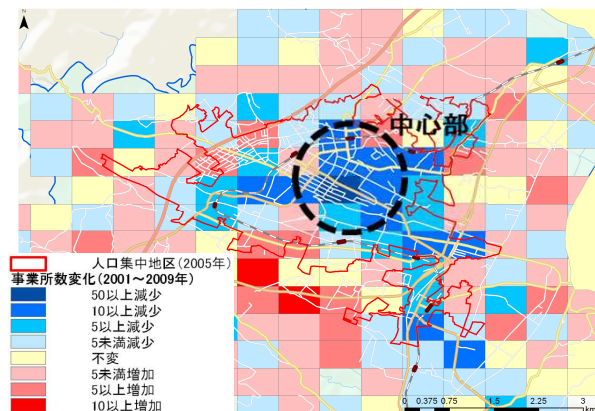 中心部
人口集中地区(2005年)
事業所数変化(2001～2009年)
50以上減少
10以上減少
5以上減少
5未満減少
不変
5未満増加
5以上増加
10以上増加
0 0.375 0.75 1.5 2.25 3
km